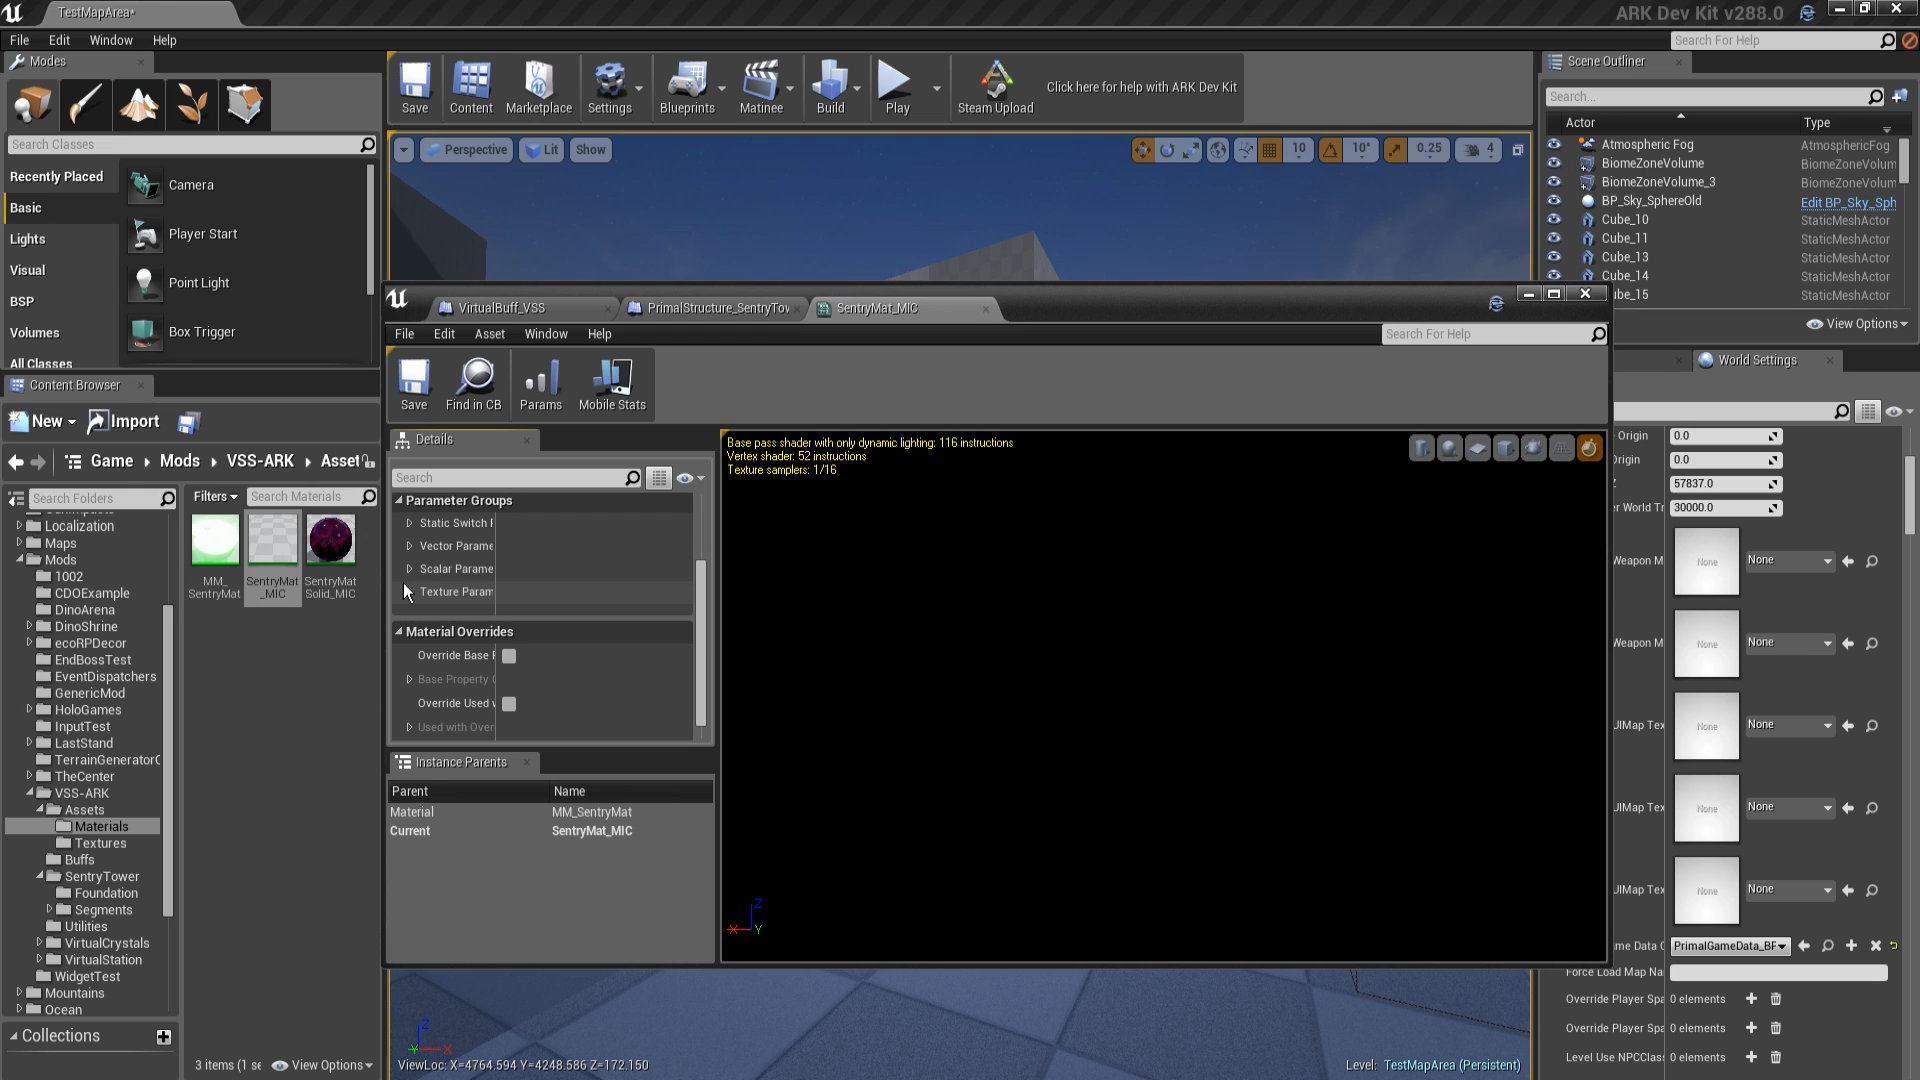 TestMapArea*
ARK Dev Kit v288.0
File Edit Window Help
Search For Help
Modes
Search Classes
Recently Placed
Basic
Lights
Visual
BSP
Volumes
All Classes
Camera
Player Start
Point Light
Box Trigger
Save
Content
Marketplace
Settings
Blueprints
Matinee
Build
Play
Steam Upload
Click here for help with ARK Dev Kit
Perspective
Lit
Show
10
10°
0.25
4
Scene Outliner
Search...
Actor Type
Atmospheric Fog AtmosphericFog
BiomeZoneVolume BiomeZoneVolum
BiomeZoneVolume_3 BiomeZoneVolum
BP_Sky_SphereOld Edit BP_Sky_Sph
Cube_10 StaticMeshActor
Cube_11 StaticMeshActor
Cube_13 StaticMeshActor
Cube_14 StaticMeshActor
ube_15 StaticMeshActor
View Options
VirtualBuff_VSS
PrimalStructure_SentryTov
SentryMat_MIC
File Edit Asset Window Help
Search For Help
Save
Find in CB
Params
Mobile Stats
Details
Search
Parameter Groups
Static Switch F
Vector Parame
Scalar Parame
Texture Param
Material Overrides
Override Base F
Base Property
Override Used v
Used with Over
Instance Parents
Parent Name
Material MM_SentryMat
Current SentryMat_MIC
Base pass shader with only dynamic lighting: 116 instructions
Vertex shader: 52 instructions
Texture samplers: 1/16
Z
X
Y
Content Browser
New
Import
Game Mods VSS-ARK Asset
Search Folders
Localization
Maps
Mods
1002
CDOExample
DinoArena
DinoShrine
ecoRPDecor
EndBossTest
EventDispatchers
GenericMod
HoloGames
InputTest
LastStand
TerrainGenerator
TheCenter
VSS-ARK
Assets
Materials
Textures
Buffs
SentryTower
Foundation
Segments
Utilities
VirtualCrystals
VirtualStation
WidgetTest
Mountains
Ocean
Collections
Filters
Search Materials
MM_
SentryMat
SentryMat
_MIC
SentryMat
Solid_MIC
3 items (1 se
View Options
World Settings
Origin 0.0
rigin 0.0
Z 57837.0
er World Tr 30000.0
Weapon M None None
Weapon M None None
UIMap Tex None None
UIMap Tex None None
UIMap Tex None None
me Data PrimalGameData_BF
Force Load Map Na
Override Player Spa 0 elements
Override Player Spa 0 elements
Level Use NPCClass 0 elements
Z
Y
X
ViewLoc: X=4764.594 Y=4248.586 Z=172.150
Level: TestMapArea (Persistent)